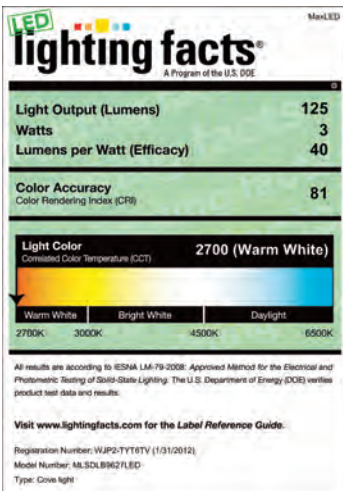 MaxLED
LED
lighting facts®
A Program of the U.S. DOE
Light Output (Lumens) 125
Watts 3
Lumens per Watt (Efficacy) 40
Color Accuracy
Color Rendering Index (CRI) 81
Light Color
Correlated Color Temperature (CCT) 2700 (Warm White)
Warm White Bright White Daylight
2700K 3000K 4500K 6500K
All results are according to IESNA LM-79-2008: Approved Method for the Electrical and
Photometric Testing of Solid-State Lighting. The U.S. Department of Energy (DOE) verifies
product test data and results.
Visit www.lightingfacts.com for the Label Reference Guide.
Registration Number: WJP2-TYT6TV (1/31/2012)
Model Number: MLSDLB9627LED
Type: Cove light